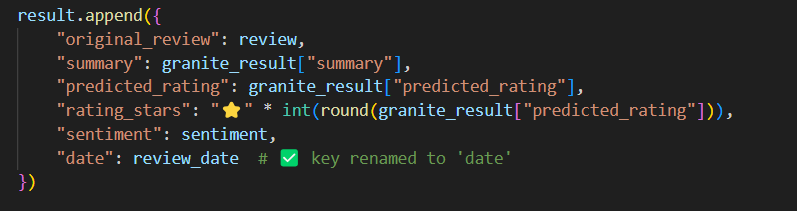 result.append({
    "original_review": review,
    "summary": granite_result["summary"],
    "predicted_rating": granite_result["predicted_rating"],
    "rating_stars": "⭐" * int(round(granite_result["predicted_rating"])),
    "sentiment": sentiment,
    "date": review_date  # ✅ key renamed to 'date'
})